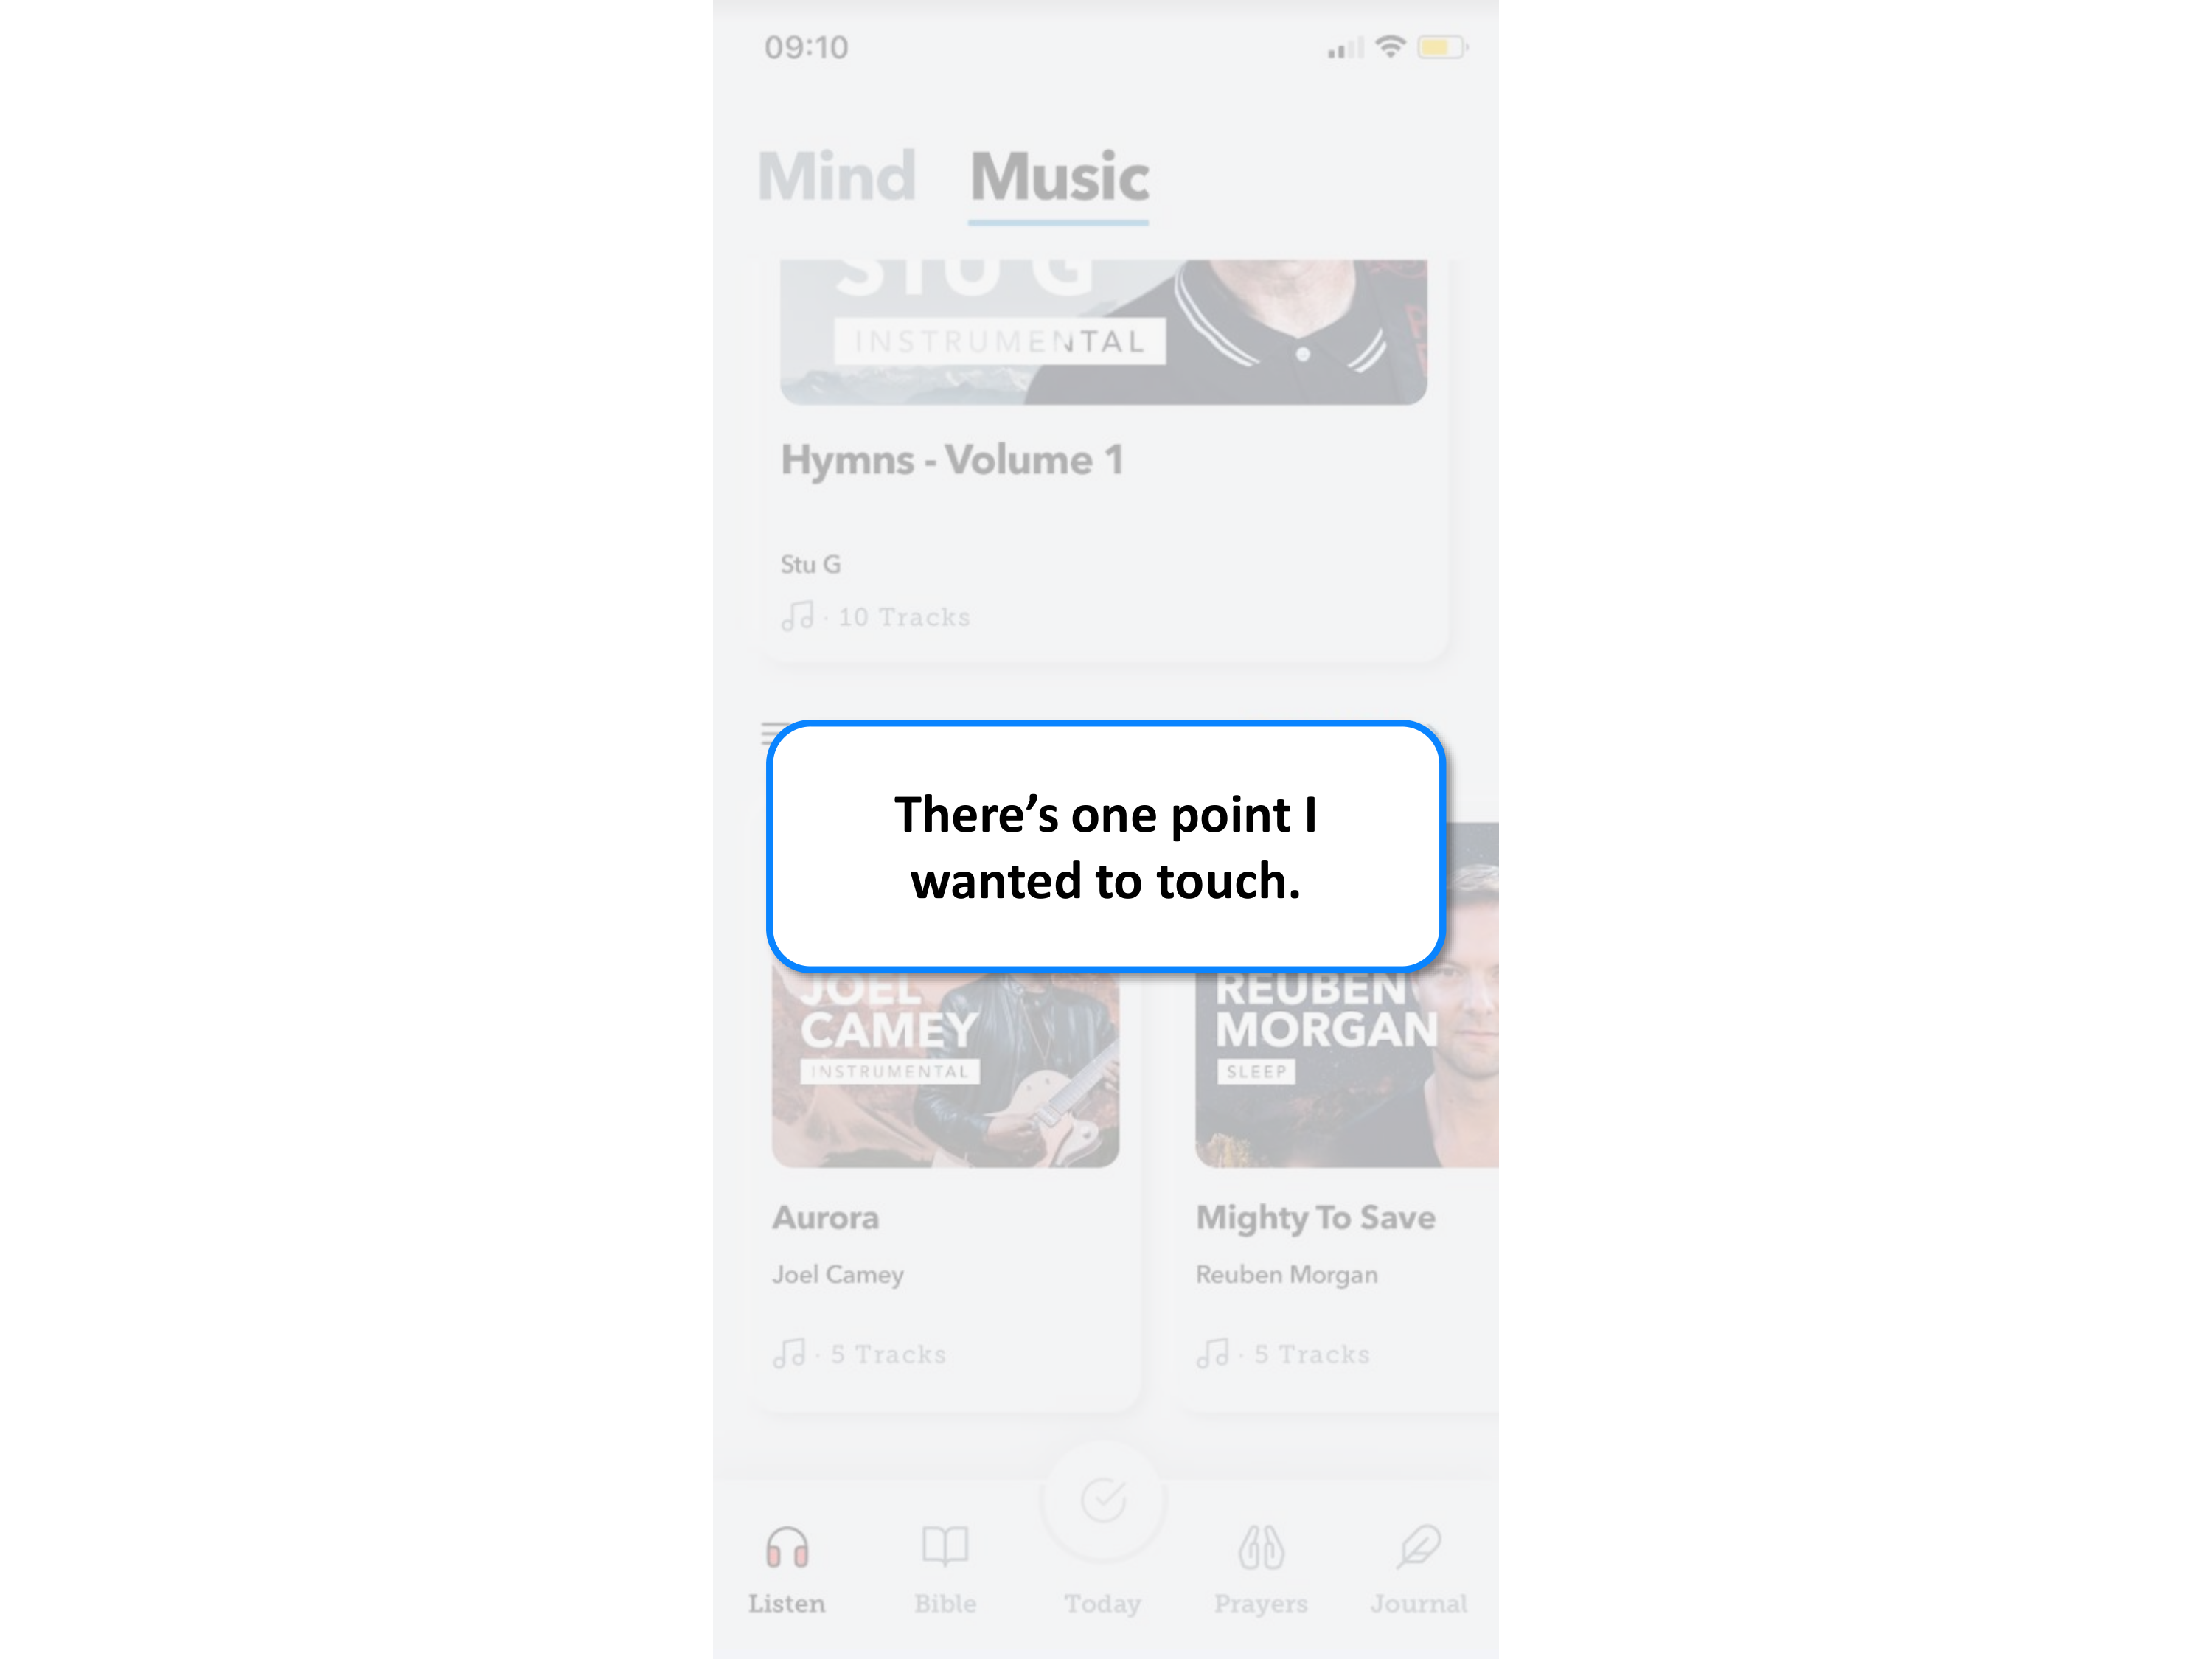 09:10
Mind Music
STU G
INSTRUMENTAL
Hymns - Volume 1
Stu G
· 10 Tracks
There’s one point I
wanted to touch.
JOEL
CAMEY
INSTRUMENTAL
REUBEN
MORGAN
SLEEP
Aurora
Joel Camey
· 5 Tracks
Mighty To Save
Reuben Morgan
· 5 Tracks
Listen Bible Today Prayers Journal